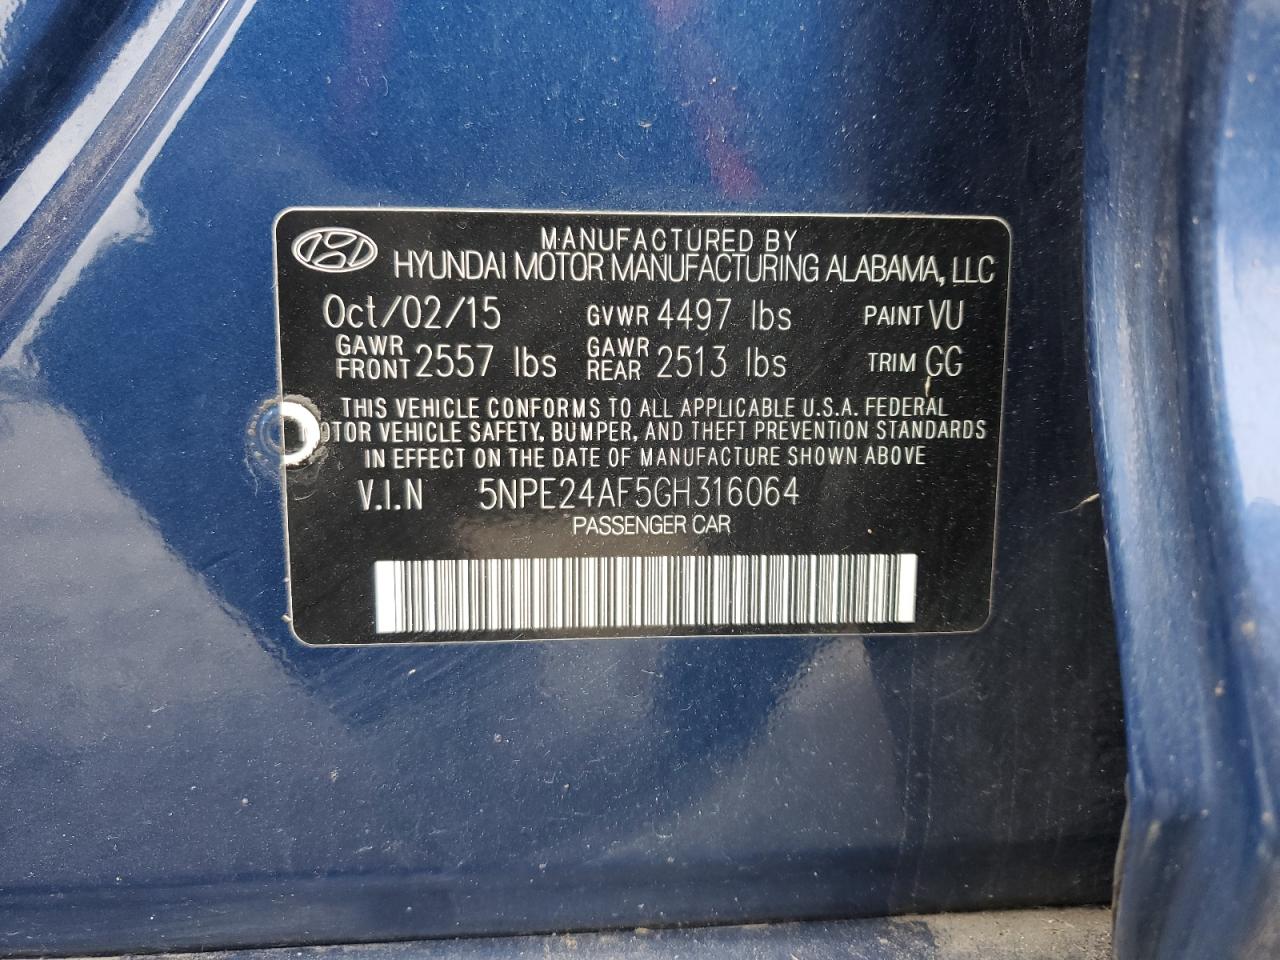 MANUFACTURED BY
HYUNDAI MOTOR MANUFACTURING ALABAMA, LLC
Oct/02/15 GVWR 4497 lbs PAINT VU
GAWR FRONT 2557 lbs GAWR REAR 2513 lbs TRIM GG
THIS VEHICLE CONFORMS TO ALL APPLICABLE U.S.A. FEDERAL
OTOR VEHICLE SAFETY, BUMPER, AND THEFT PREVENTION STANDARDS
IN EFFECT ON THE DATE OF MANUFACTURE SHOWN ABOVE
V.I.N 5NPE24AF5GH316064
PASSENGER CAR